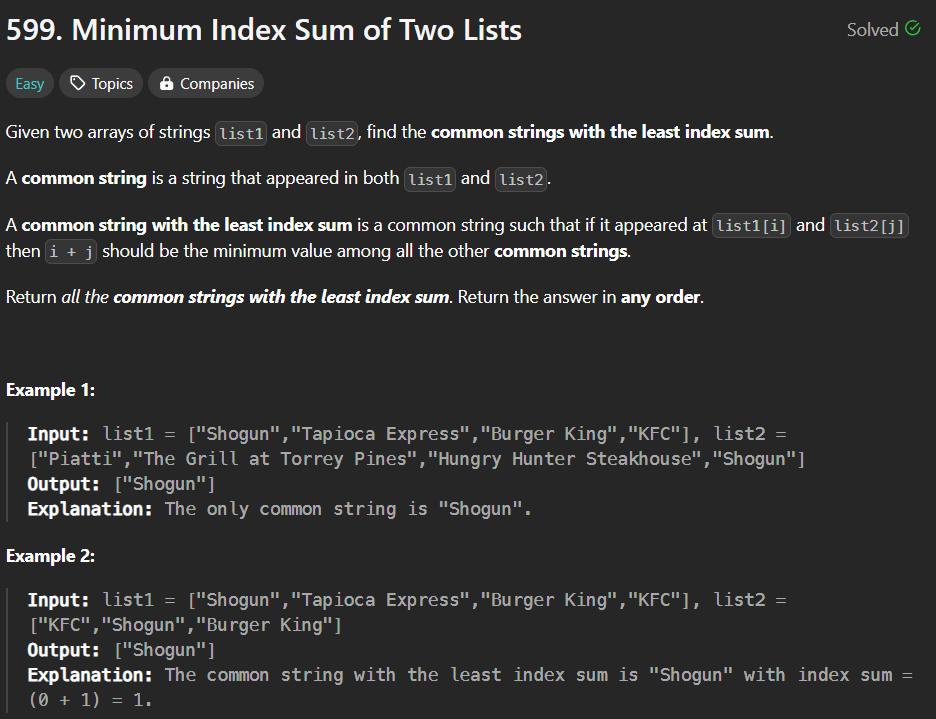 599. Minimum Index Sum of Two Lists
Solved
Easy Topics Companies
Given two arrays of strings list1 and list2, find the common strings with the least index sum.
A common string is a string that appeared in both list1 and list2.
A common string with the least index sum is a common string such that if it appeared at list1[i] and list2[j]
then i + j should be the minimum value among all the other common strings.
Return all the common strings with the least index sum. Return the answer in any order.
Example 1:
Input: list1 = ["Shogun","Tapioca Express","Burger King","KFC"], list2 =
["Piatti","The Grill at Torrey Pines","Hungry Hunter Steakhouse","Shogun"]
Output: ["Shogun"]
Explanation: The only common string is "Shogun".
Example 2:
Input: list1 = ["Shogun","Tapioca Express","Burger King","KFC"], list2 =
["KFC","Shogun","Burger King"]
Output: ["Shogun"]
Explanation: The common string with the least index sum is "Shogun" with index sum =
(0 + 1) = 1.